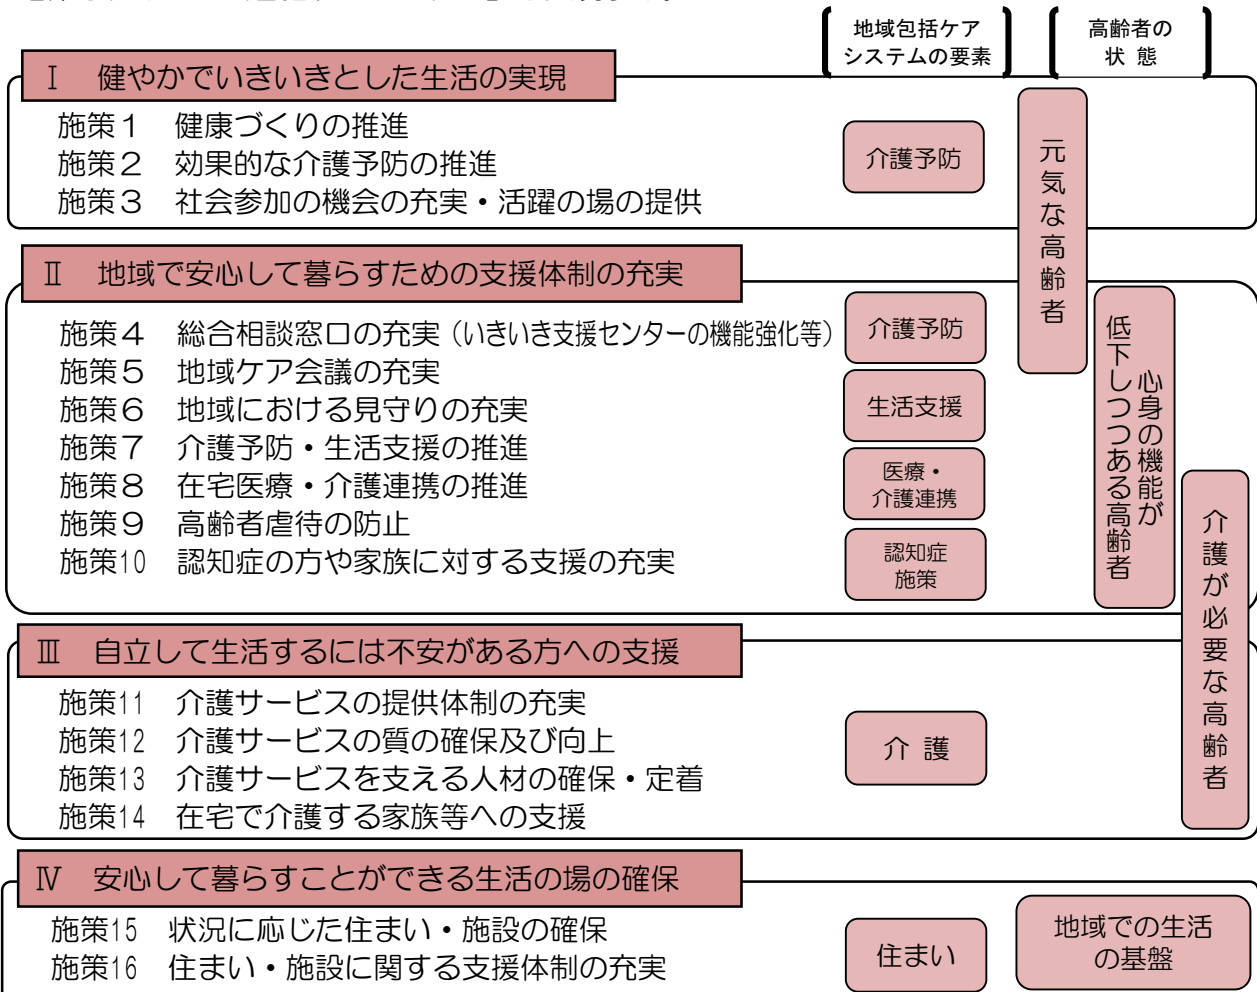 地域包括ケア
システムの要素
高齢者の
状 態
Ⅰ 健やかでいきいきとした生活の実現
施策1 健康づくりの推進
施策2 効果的な介護予防の推進
施策3 社会参加の機会の充実・活躍の場の提供
介護予防
元気な高齢者
Ⅱ 地域で安心して暮らすための支援体制の充実
施策4 総合相談窓口の充実(いきいき支援センターの機能強化等)
施策5 地域ケア会議の充実
施策6 地域における見守りの充実
施策7 介護予防・生活支援の推進
施策8 在宅医療・介護連携の推進
施策9 高齢者虐待の防止
施策10 認知症の方や家族に対する支援の充実
介護予防
生活支援
医療・
介護連携
認知症
施策
心身の機能が
低下しつつある高齢者
介護が必要な高齢者
Ⅲ 自立して生活するには不安がある方への支援
施策11 介護サービスの提供体制の充実
施策12 介護サービスの質の確保及び向上
施策13 介護サービスを支える人材の確保・定着
施策14 在宅で介護する家族等への支援
介 護
Ⅳ 安心して暮らすことができる生活の場の確保
施策15 状況に応じた住まい・施設の確保
施策16 住まい・施設に関する支援体制の充実
住まい
地域での生活
の基盤